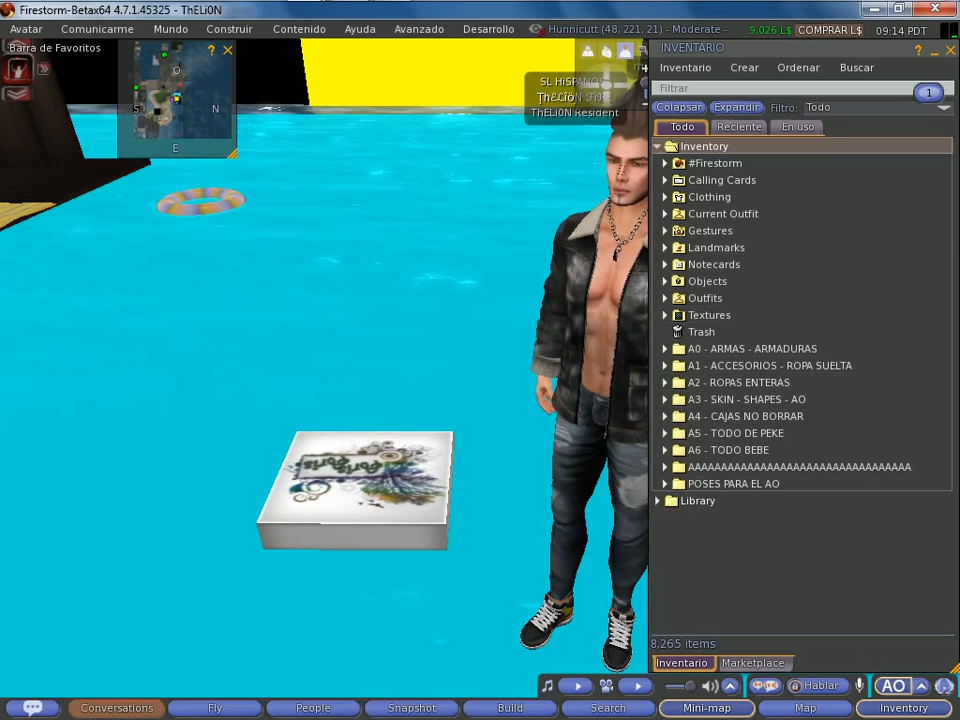 Firestorm-Betax64 4.7.1.45325 - ThELi0N
Avatar Comunicarme Mundo Construir Contenido Ayuda Avanzado Desarrollo Hunnicutt (48, 221, 21) - Moderate - 9,026 L$ COMPRAR L$ 09:14 PDT
Barra de Favoritos
?
S N
E
SL HISPANOS
ThELi0N Resident
INVENTARIO
?
Inventario Crear Ordenar Buscar
Filtrar
1
Colapsar Expandir Filtro: Todo
Todo Reciente En uso
Inventory
#Firestorm
Calling Cards
Clothing
Current Outfit
Gestures
Landmarks
Notecards
Objects
Outfits
Textures
Trash
A0 - ARMAS - ARMADURAS
A1 - ACCESORIOS - ROPA SUELTA
A2 - ROPAS ENTERAS
A3 - SKIN - SHAPES - AO
A4 - CAJAS NO BORRAR
A5 - TODO DE PEKE
A6 - TODO BEBE
AAAAAAAAAAAAAAAAAAAAAAAAAAAAAAAAAA
POSES PARA EL AO
Library
8,265 items
Inventario Marketplace
Hablar AO
Conversations Fly People Snapshot Build Search Mini-map Map Inventory